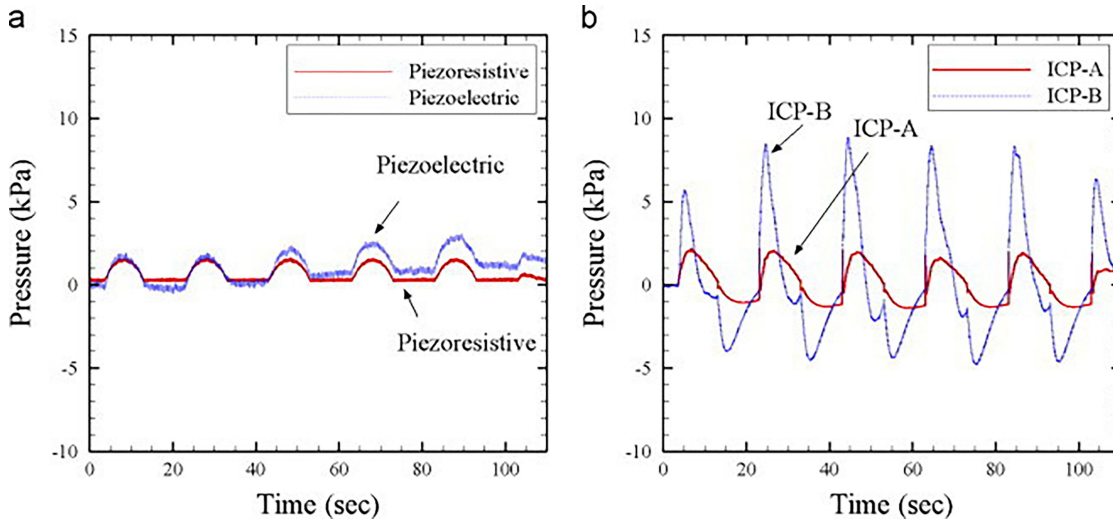 a
15
10
5
0
-5
-10
Pressure (kPa)
Piezoresistive
Piezoelectric
Piezoelectric
Piezoresistive
0
20
40
60
80
100
Time (sec)
b
15
10
5
0
-5
-10
Pressure (kPa)
ICP-A
ICP-B
ICP-B
ICP-A
0
20
40
60
80
100
Time (sec)